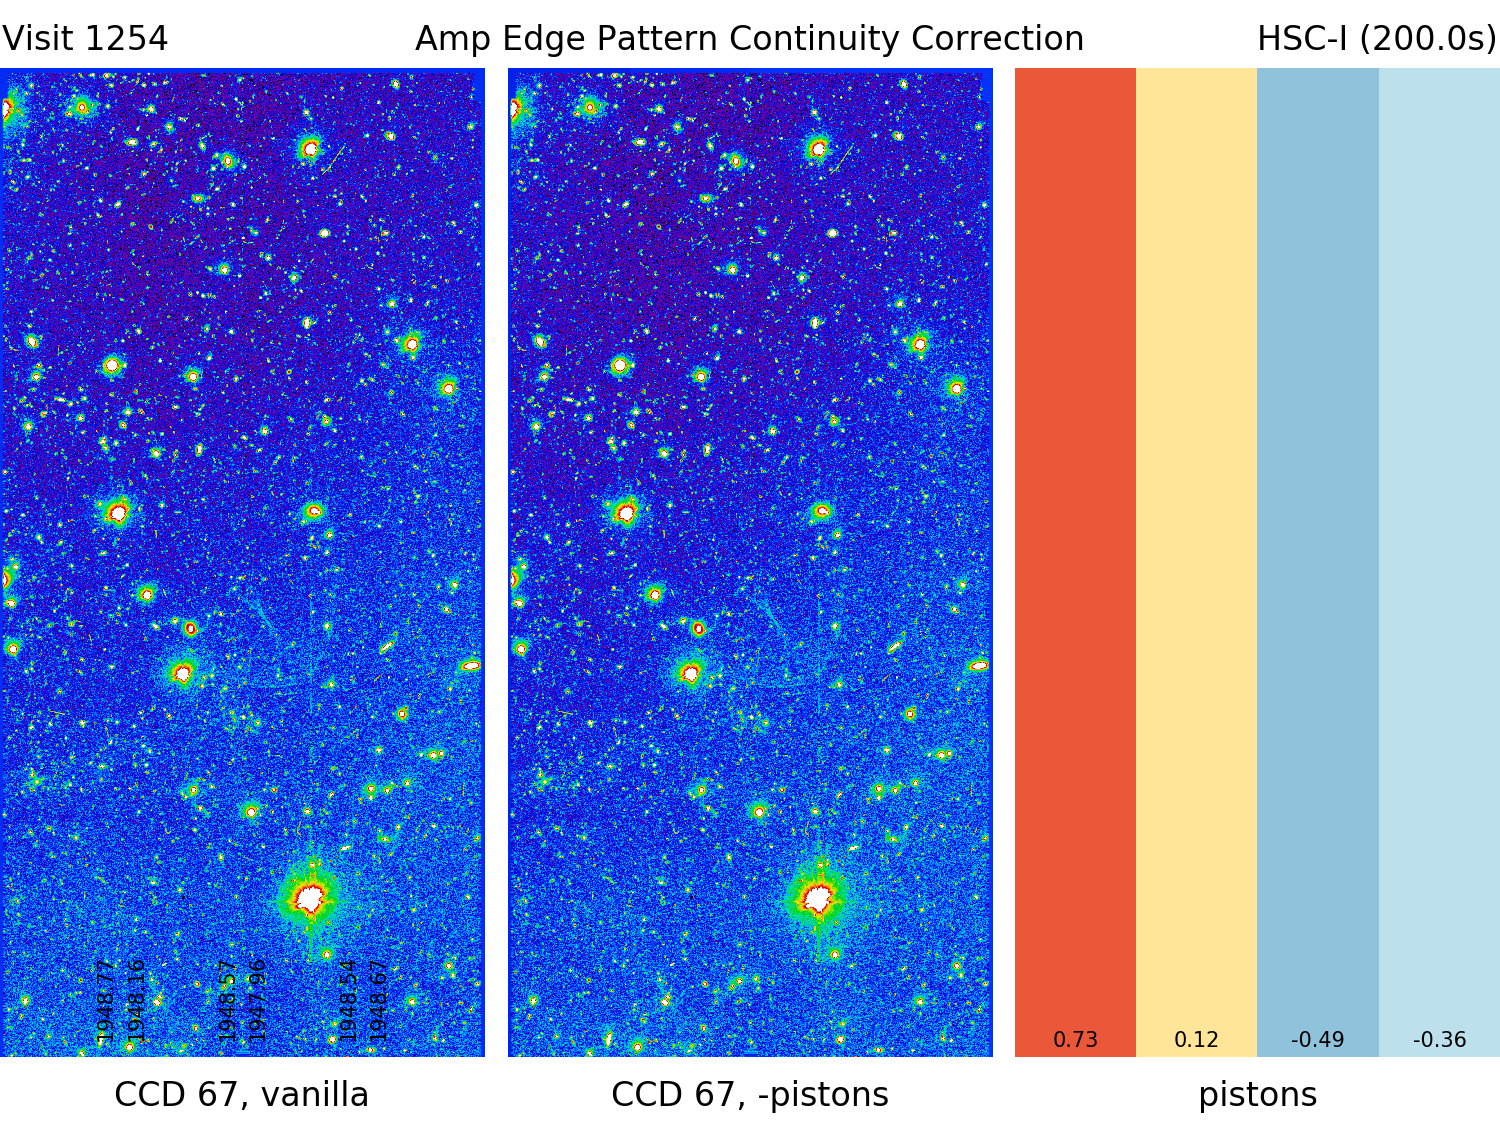 Visit 1254
Amp Edge Pattern Continuity Correction
HSC-I (200.0s)
1948.77
1948.16
1948.57
1947.96
1948.54
1948.67
0.73
0.12
-0.49
-0.36
CCD 67, vanilla
CCD 67, -pistons
pistons